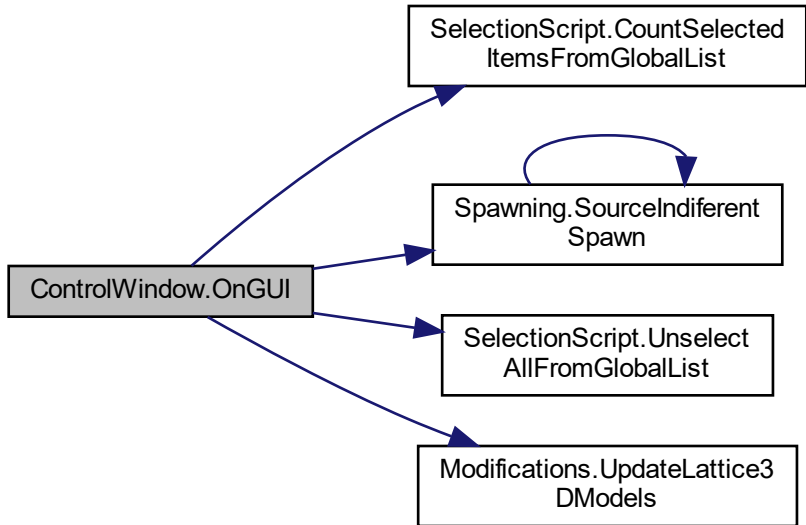 SelectionScript.CountSelected
ItemsFromGlobalList
Spawning.SourceIndiferent
Spawn
ControlWindow.OnGUI
SelectionScript.Unselect
AllFromGlobalList
Modifications.UpdateLattice3
DModels